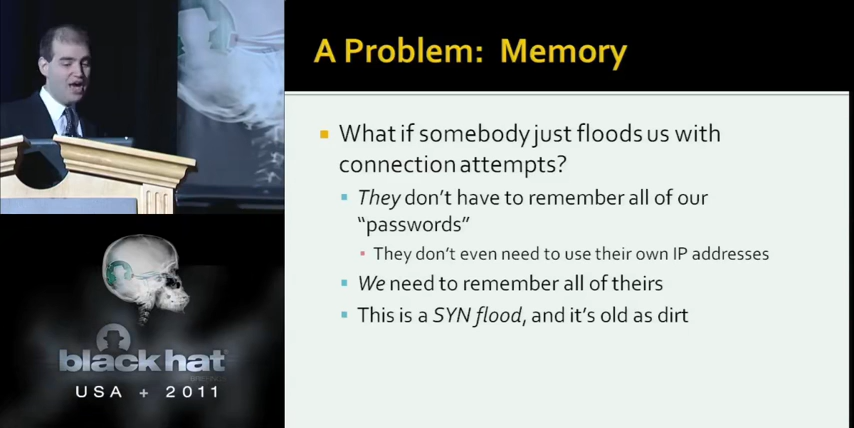 A Problem: Memory
What if somebody just floods us with
connection attempts?
They don't have to remember all of our
"passwords"
They don't even need to use their own IP addresses
We need to remember all of theirs
This is a SYN flood, and it's old as dirt
black hat
USA + 2011